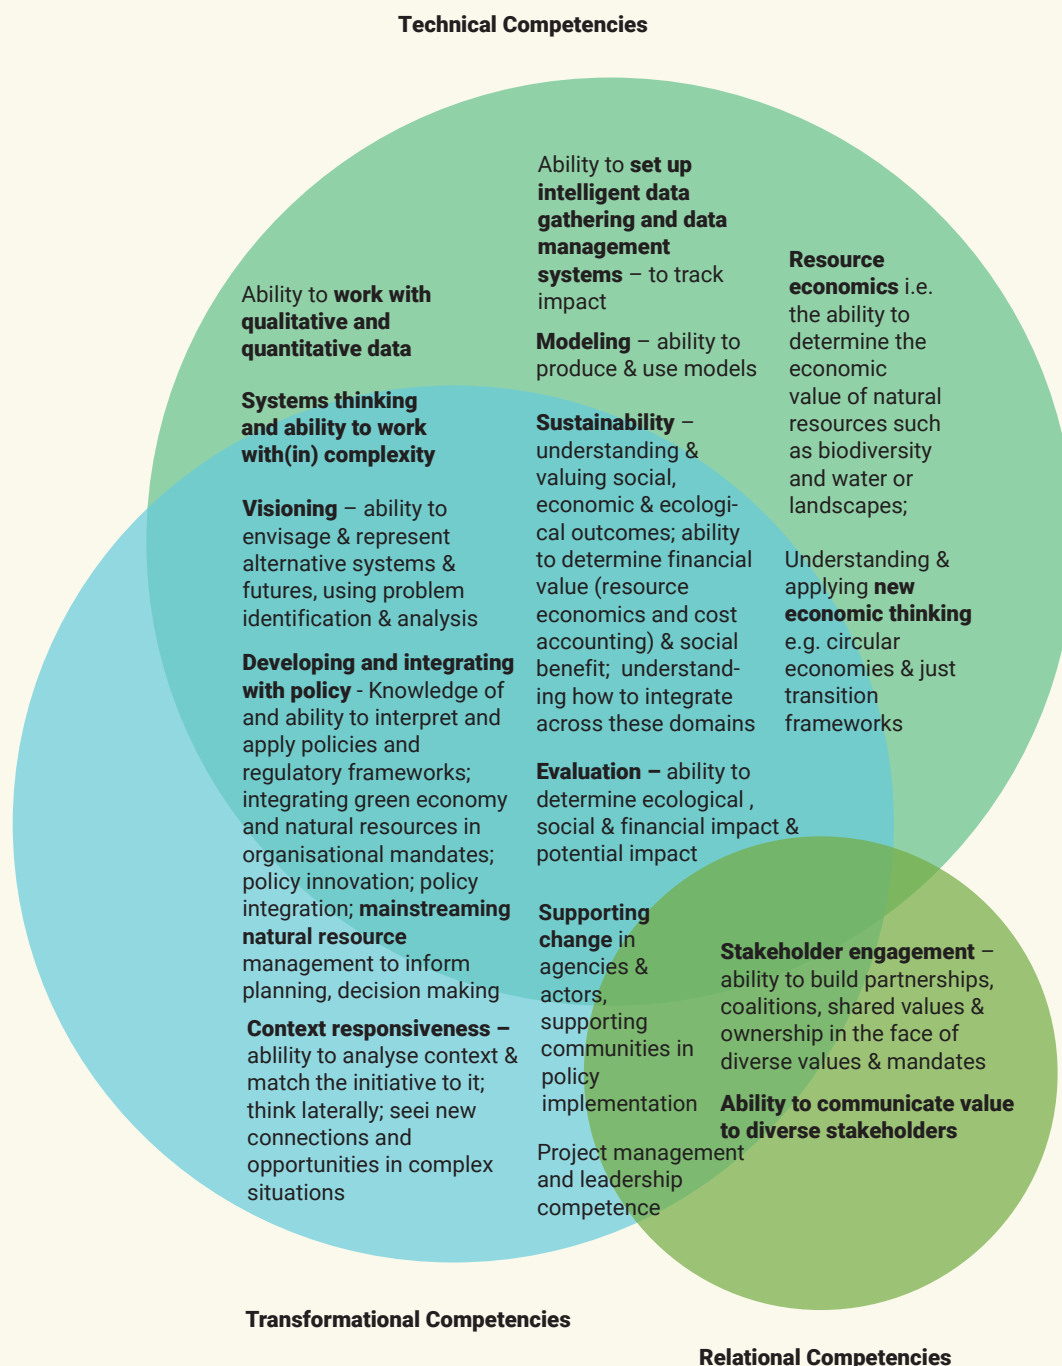 Technical Competencies
Ability to set up
intelligent data
gathering and data
management
systems – to track
impact
Modeling – ability to
produce & use models
Resource
economics i.e.
the ability to
determine the
economic
value of natural
resources such
as biodiversity
and water or
landscapes;
Ability to work with
qualitative and
quantitative data
Systems thinking
and ability to work
with(in) complexity
Visioning – ability to
envisage & represent
alternative systems &
futures, using problem
identification & analysis
Sustainability –
understanding &
valuing social,
economic & ecologi-
cal outcomes; ability
to determine financial
value (resource
economics and cost
accounting) & social
benefit;  understand-
ing how to integrate
across these domains
Understanding &
applying new
economic thinking
e.g. circular
economies & just
transition
frameworks
Developing and integrating
with policy - Knowledge of
and ability to interpret and
apply policies and
regulatory frameworks;
integrating green economy
and natural resources in
organisational mandates;
policy innovation; policy
integration; mainstreaming
natural resource
management to inform
planning, decision making
Evaluation – ability to
determine ecological ,
social & financial impact &
potential impact
Supporting
change in
agencies &
actors,
supporting
communities in
policy
implementation
Stakeholder engagement –
ability to build partnerships,
coalitions, shared values &
ownership in the face of
diverse values & mandates
Ability to communicate value
to diverse stakeholders
Context responsiveness –
ablility to analyse context &
match the initiative to it;
think laterally; seei new
connections and
opportunities in complex
situations
Project management
and leadership
competence
Transformational Competencies
Relational Competencies